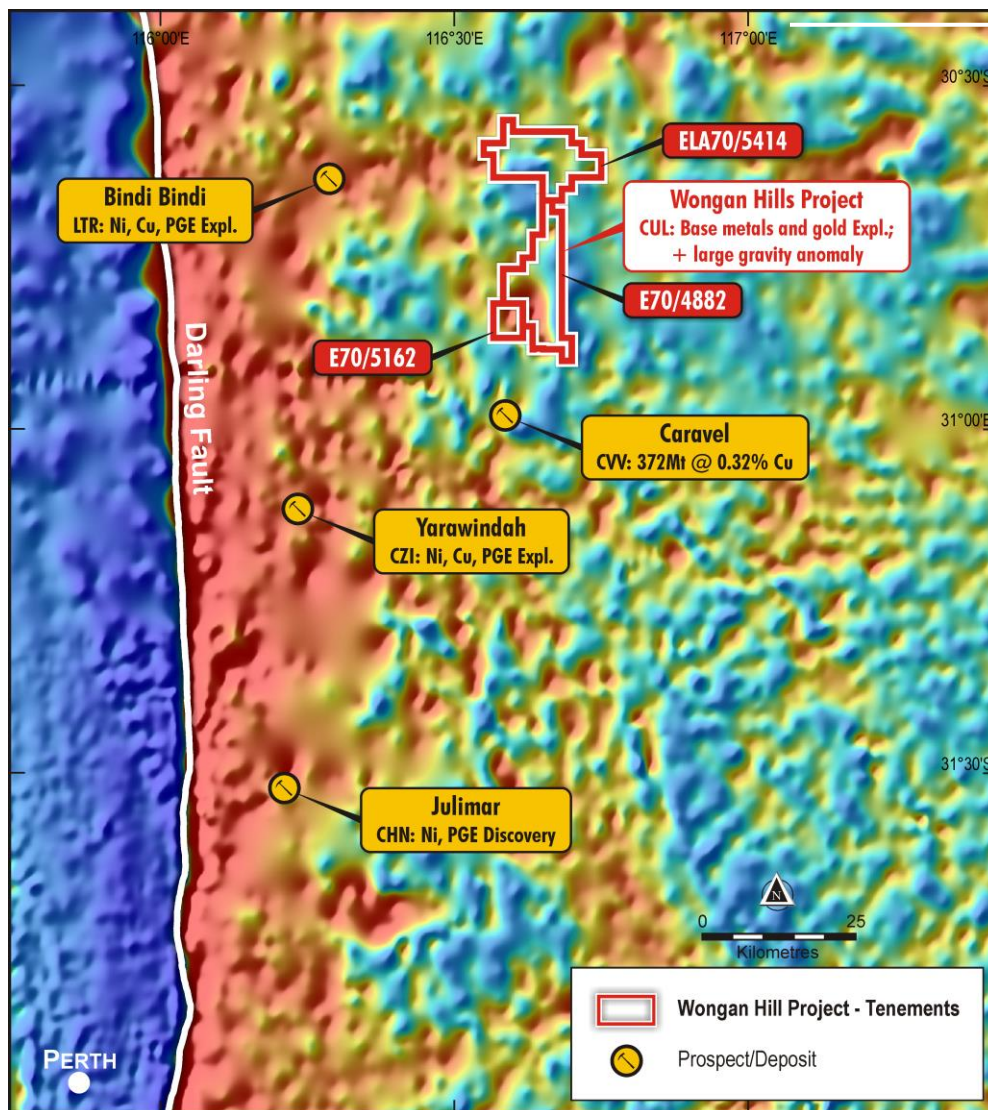 116°00'E
116°30'E
117°00'E
30°30'S
ELA70/5414
Bindi Bindi
LTR: Ni, Cu, PGE Expl.
Wongan Hills Project
CUL: Base metals and gold Expl.;
+ large gravity anomaly
E70/4882
Darling Fault
E70/5162
31°00'S
Caravel
CVV: 372Mt @ 0.32% Cu
Yarawindah
CZI: Ni, Cu, PGE Expl.
31°30'S
Julimar
CHN: Ni, PGE Discovery
N
0
25
Kilometres
Wongan Hill Project - Tenements
Prospect/Deposit
PERTH